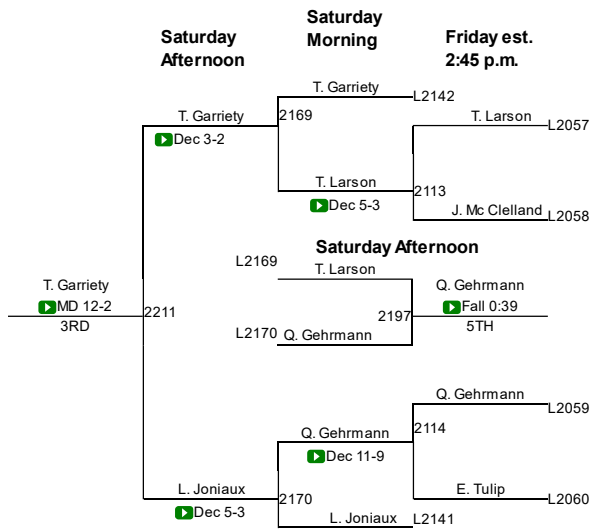 Saturday
Morning
Saturday
Afternoon
Friday est.
2:45 p.m.
T. Garriety
L2142
T. Garriety
2169
T. Larson
L2057
Dec 3-2
T. Larson
2113
Dec 5-3
J. Mc Clelland
L2058
Saturday Afternoon
L2169
T. Larson
T. Garriety
Q. Gehrmann
MD 12-2
Fall 0:39
2211
2197
3RD
5TH
L2170
Q. Gehrmann
Q. Gehrmann
L2059
Q. Gehrmann
2114
Dec 11-9
L. Joniaux
E. Tulip
2170
L2060
Dec 5-3
L. Joniaux
L2141